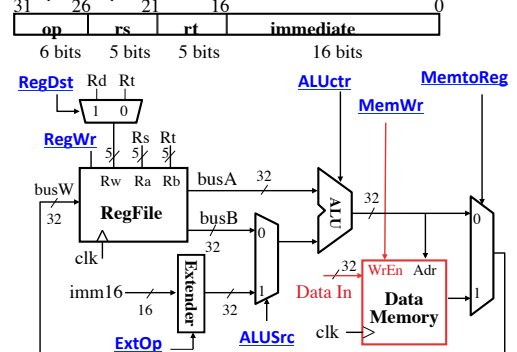 31 26 21 16 0
op rs rt immediate
6 bits 5 bits 5 bits 16 bits
RegDst Rd Rt ALUctr MemtoReg
1 0 MemWr
RegWr Rs Rt
5 5 5
busW Rw Ra Rb busA 32 ALU 32 0
32 RegFile busB
32 0
clk
imm16 Extender 32 WrEn Adr
16 32 1 Data In Data 1
Memory
clk
ExtOp ALUSrc